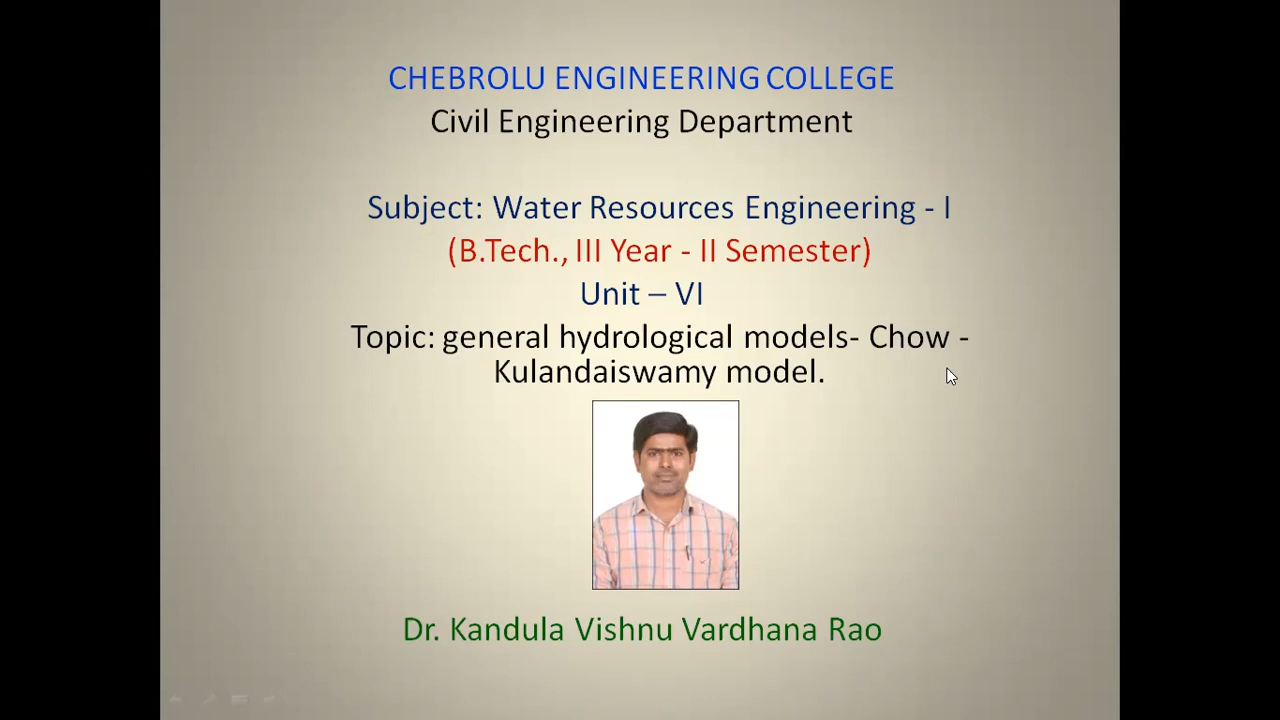 CHEBROLU ENGINEERING COLLEGE
Civil Engineering Department
Subject: Water Resources Engineering - I
(B.Tech., III Year - II Semester)
Unit – VI
Topic: general hydrological models- Chow -
Kulandaiswamy model.
Dr. Kandula Vishnu Vardhana Rao